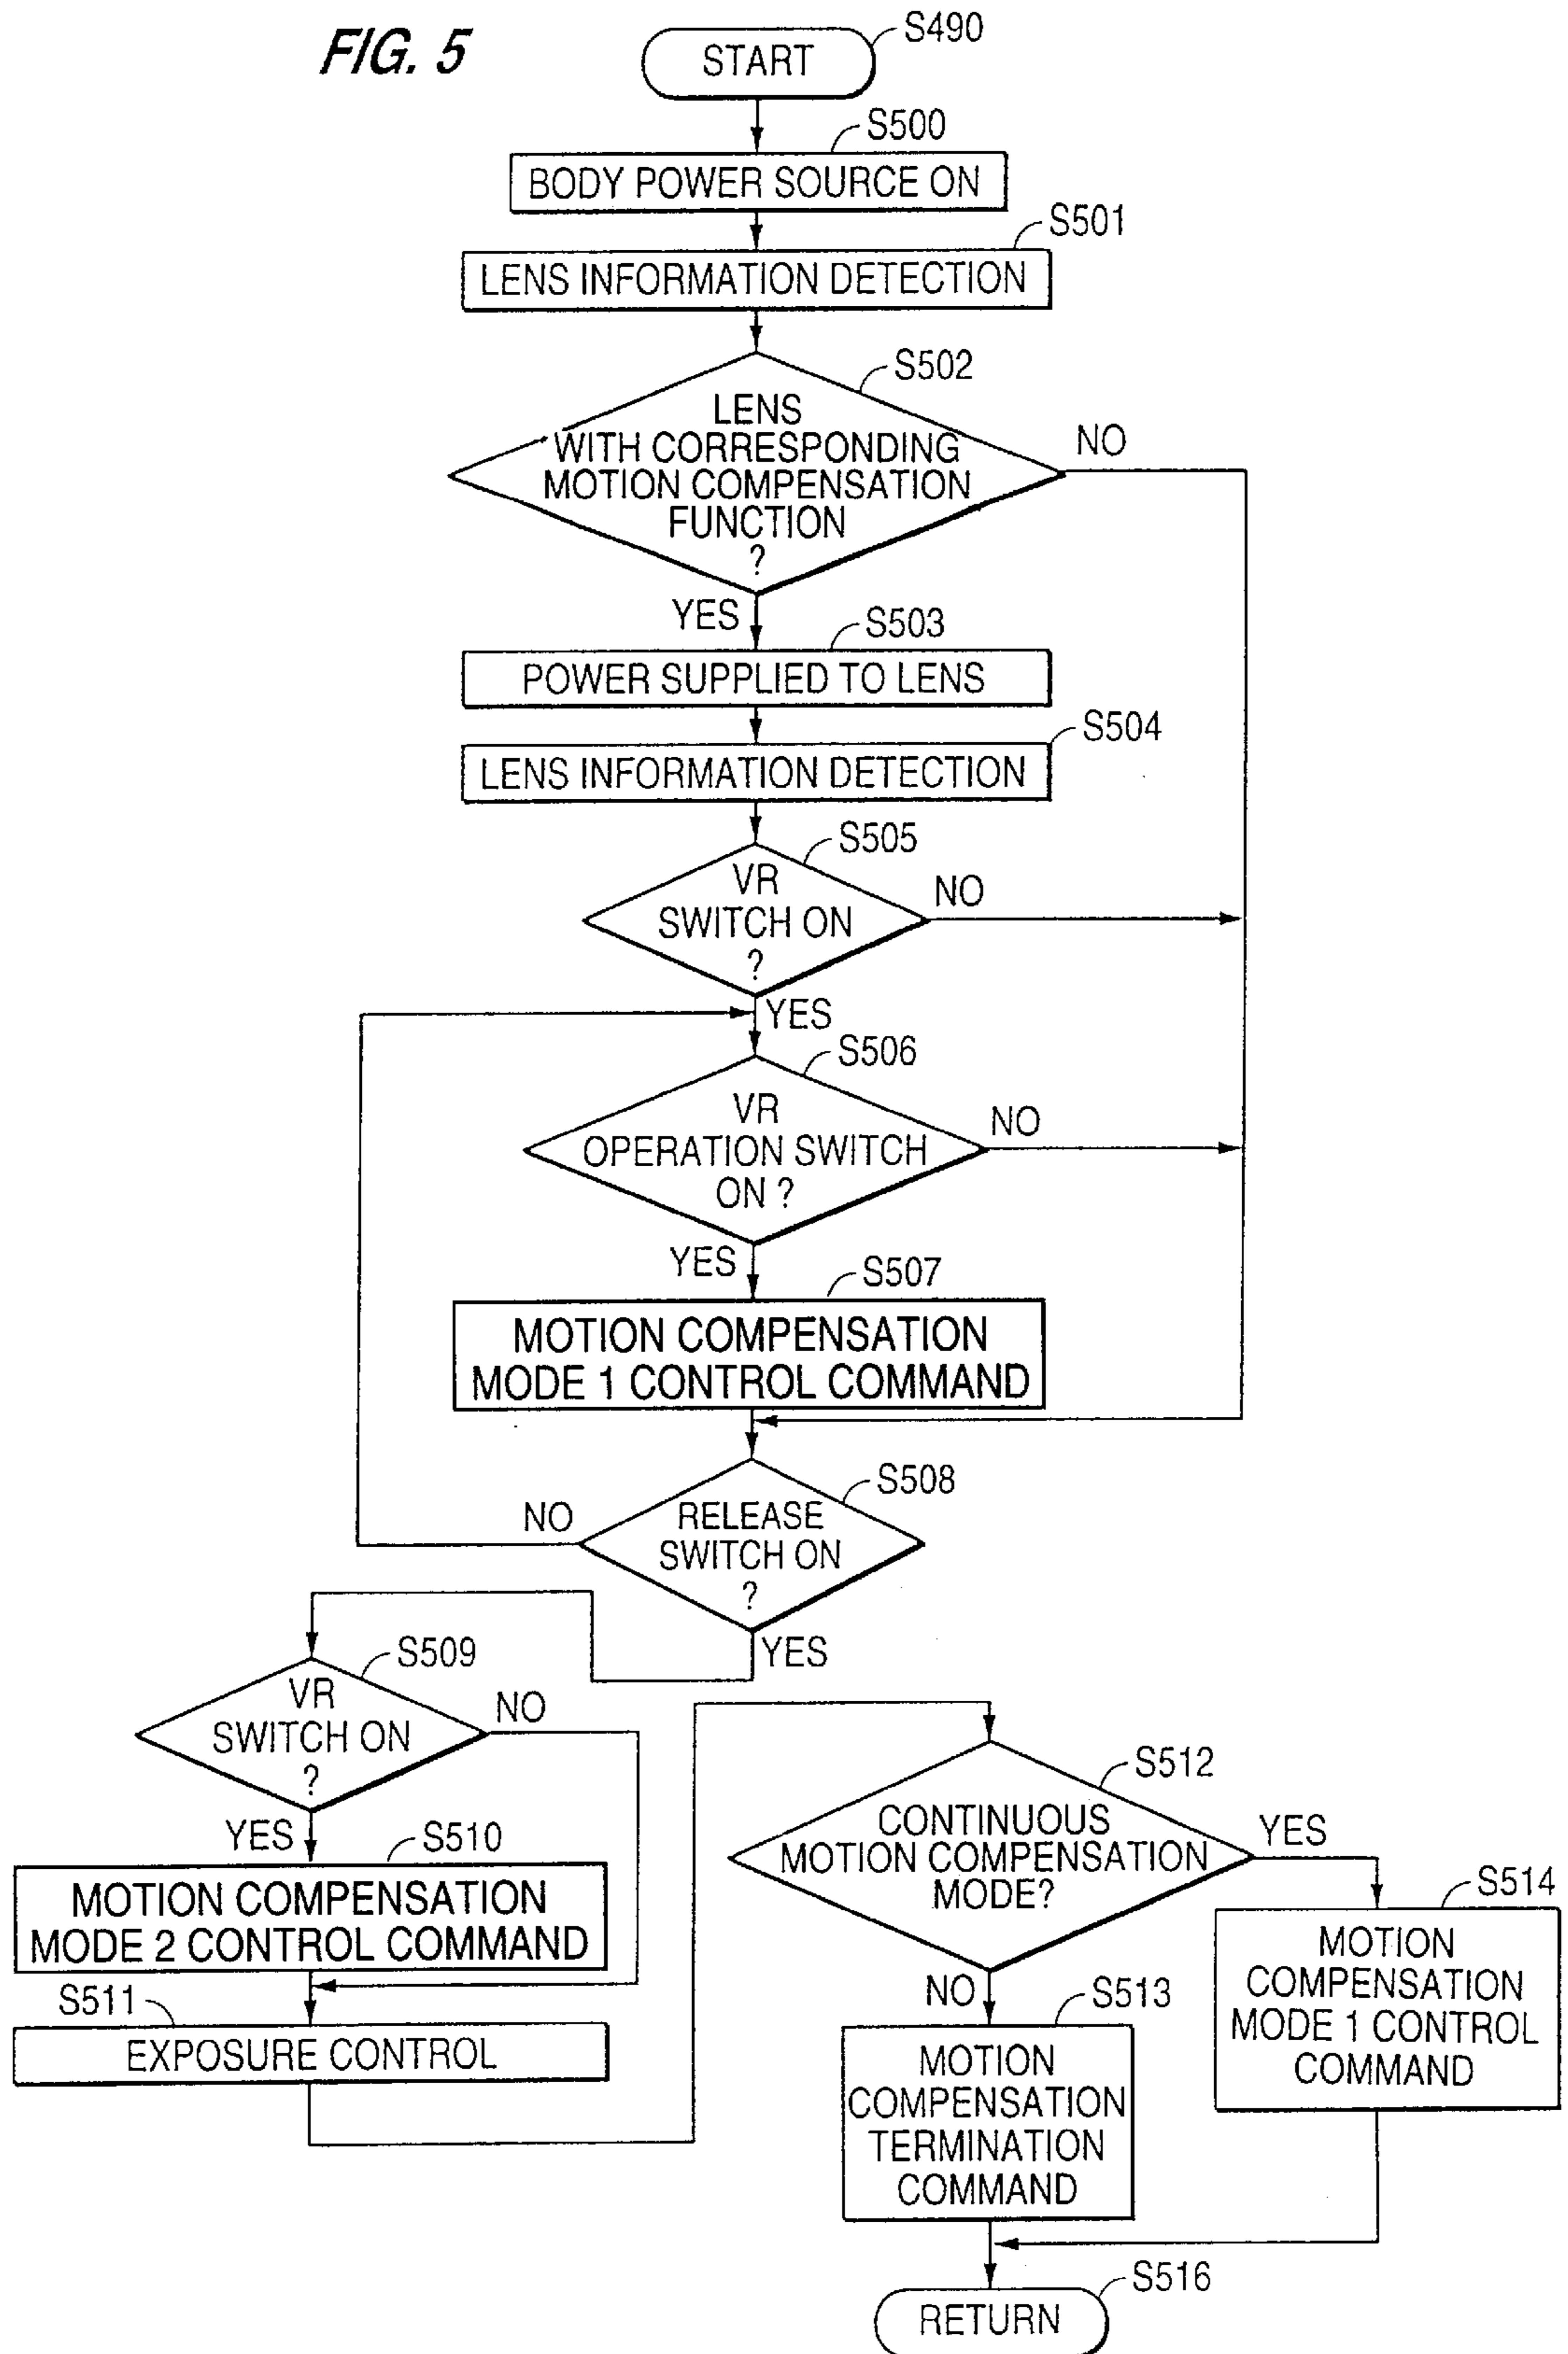 FIG. 5
START
S490
S500
BODY POWER SOURCE ON
S501
LENS INFORMATION DETECTION
S502
LENS
WITH CORRESPONDING
MOTION COMPENSATION
FUNCTION
?
NO
YES
S503
POWER SUPPLIED TO LENS
S504
LENS INFORMATION DETECTION
S505
VR
SWITCH ON
?
NO
YES
S506
VR
OPERATION SWITCH
ON ?
NO
YES
S507
MOTION COMPENSATION
MODE 1 CONTROL COMMAND
S508
RELEASE
SWITCH ON
?
NO
YES
S509
VR
SWITCH ON
?
NO
YES
S510
MOTION COMPENSATION
MODE 2 CONTROL COMMAND
S511
EXPOSURE CONTROL
S512
CONTINUOUS
MOTION COMPENSATION
MODE?
YES
NO
S514
MOTION
COMPENSATION
MODE 1 CONTROL
COMMAND
S513
MOTION
COMPENSATION
TERMINATION
COMMAND
S516
RETURN